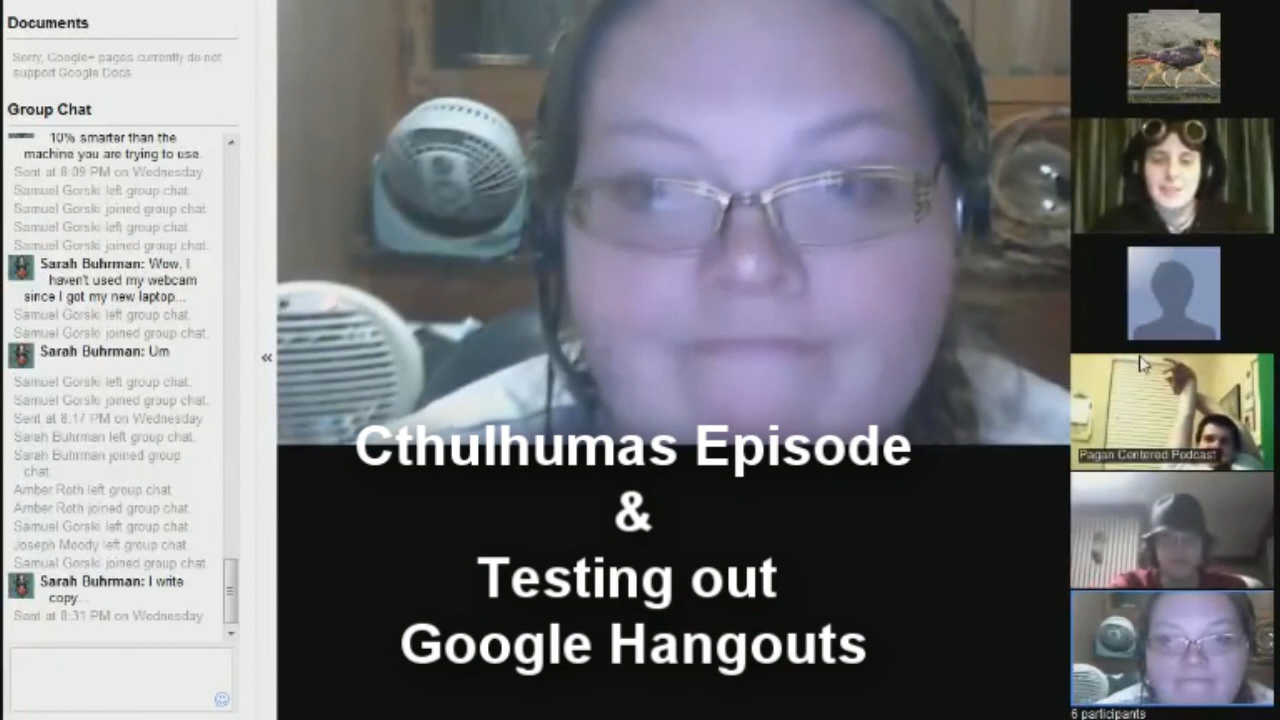 Documents
Sorry, Google+ pages currently do not
support Google Docs
Group Chat
10% smarter than the
machine you are trying to use.
Sent at 8:09 PM on Wednesday
Samuel Gorski left group chat.
Samuel Gorski joined group chat.
Samuel Gorski left group chat.
Samuel Gorski joined group chat.
Sarah Buhrman: Wow, I
haven't used my webcam
since I got my new laptop...
Samuel Gorski left group chat.
Samuel Gorski joined group chat.
Sarah Buhrman: Um
Samuel Gorski left group chat.
Samuel Gorski joined group chat.
Sent at 8:17 PM on Wednesday
Sarah Buhrman left group chat.
Sarah Buhrman joined group
chat.
Amber Roth left group chat.
Amber Roth joined group chat.
Samuel Gorski left group chat.
Joseph Moody left group chat.
Samuel Gorski joined group chat.
Sarah Buhrman: I write
copy...
Sent at 8:31 PM on Wednesday
«
Cthulhumas Episode
&
Testing out
Google Hangouts
Pagan Centered Podcast
6 participants